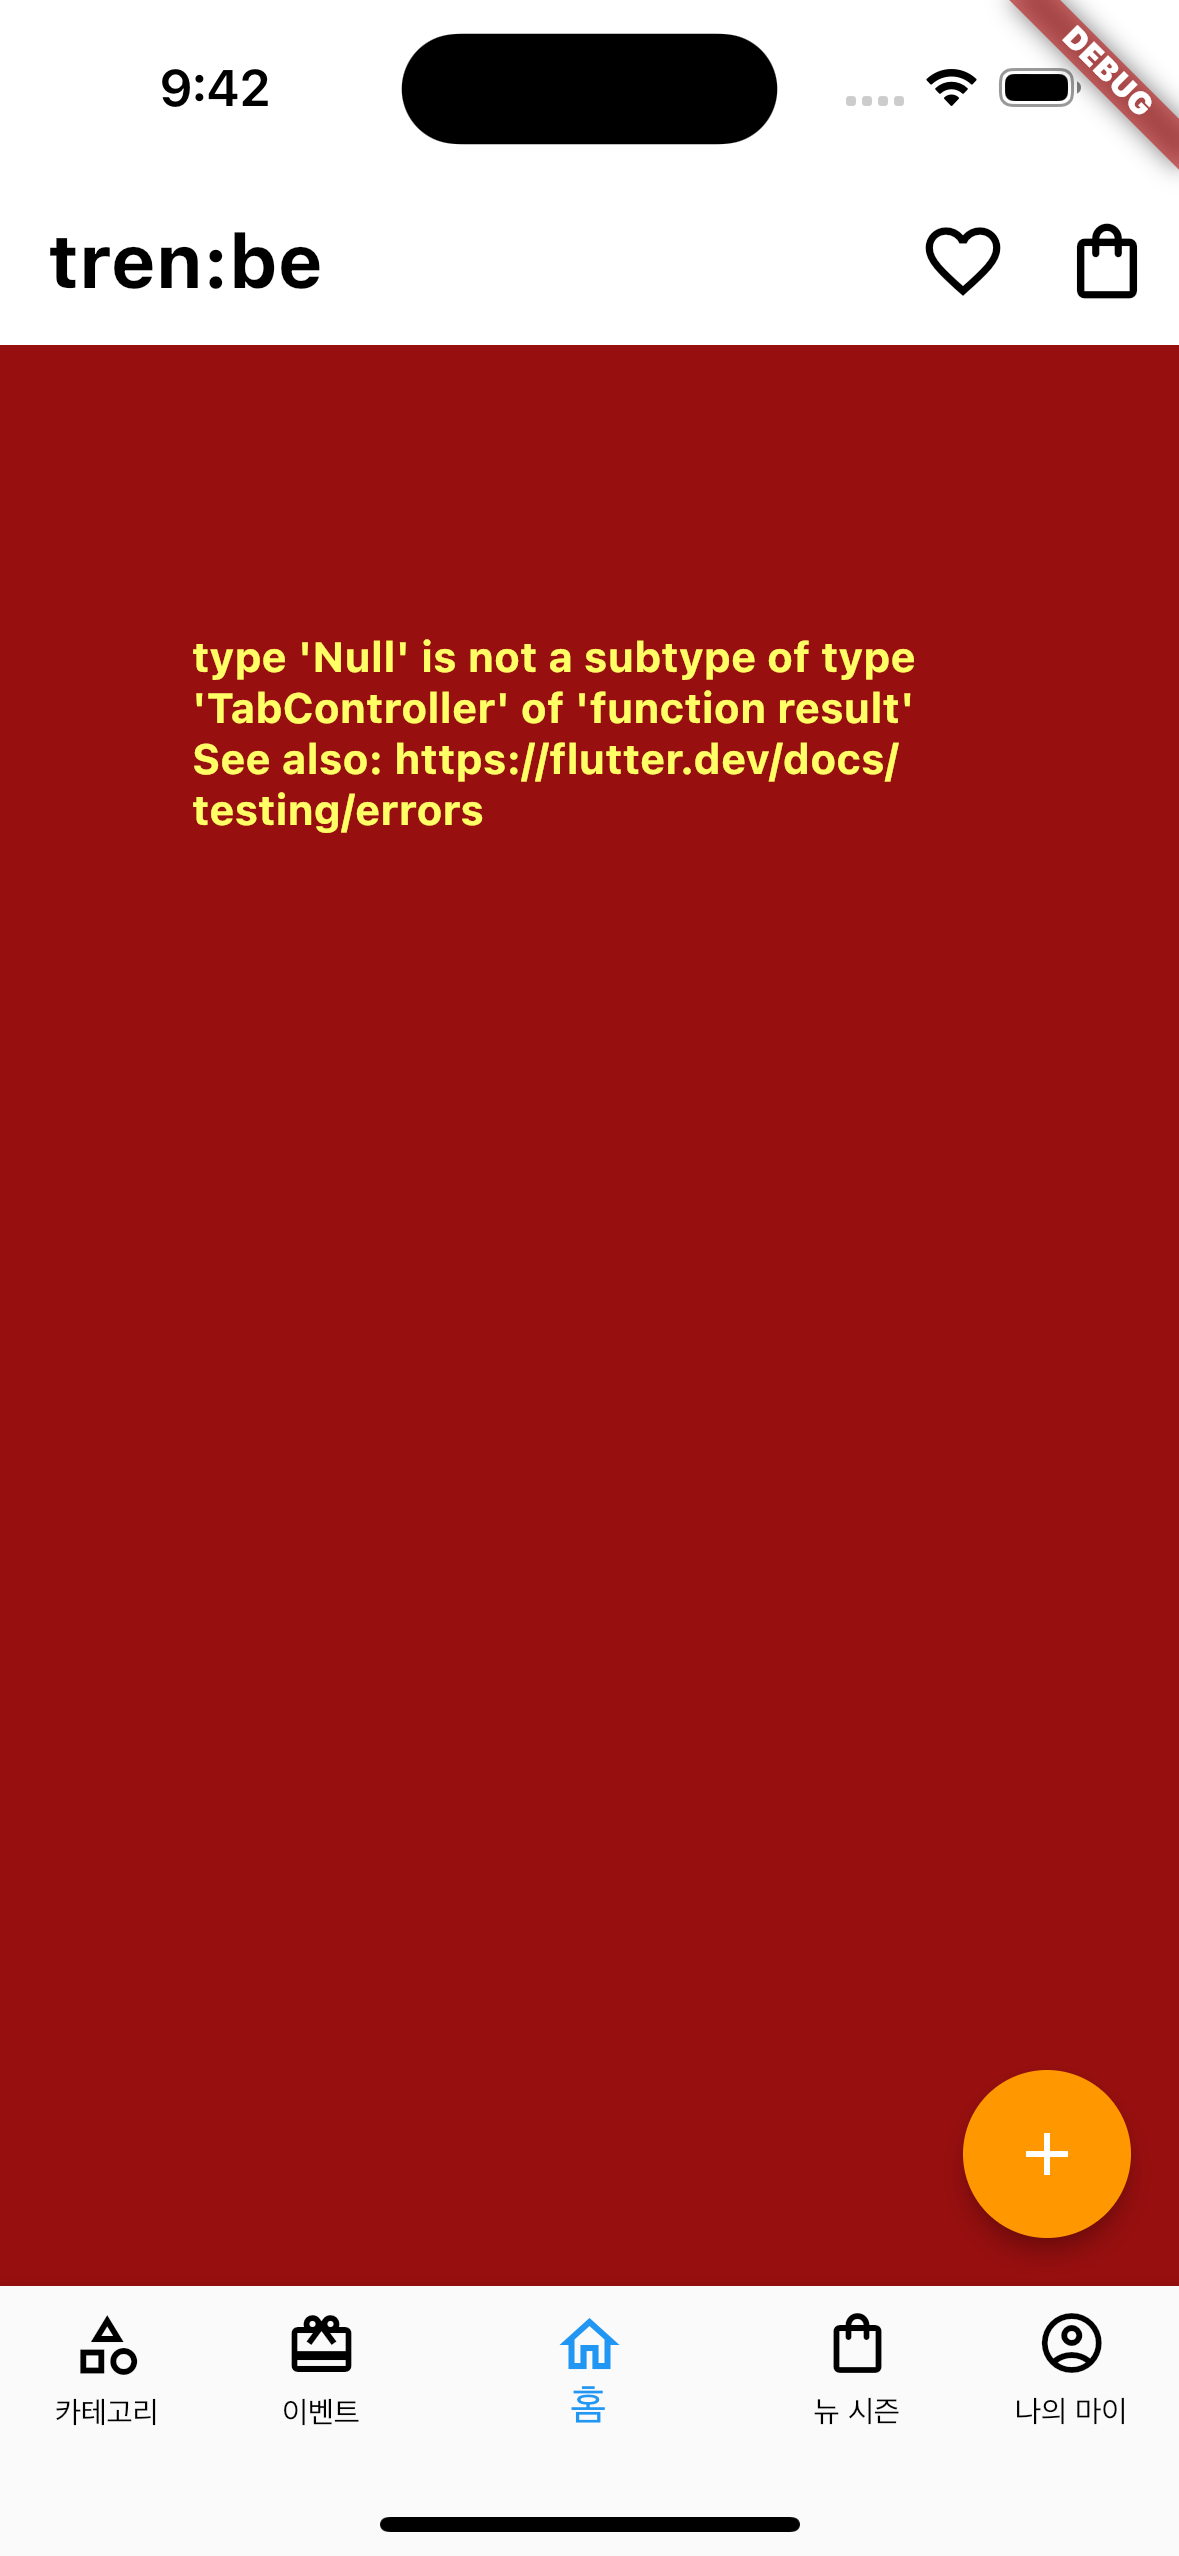 9:42
DEBUG
tren:be
type 'Null' is not a subtype of type
'TabController' of 'function result'
See also: https://flutter.dev/docs/
testing/errors
카테고리
이벤트
홈
뉴 시즌
나의 마이